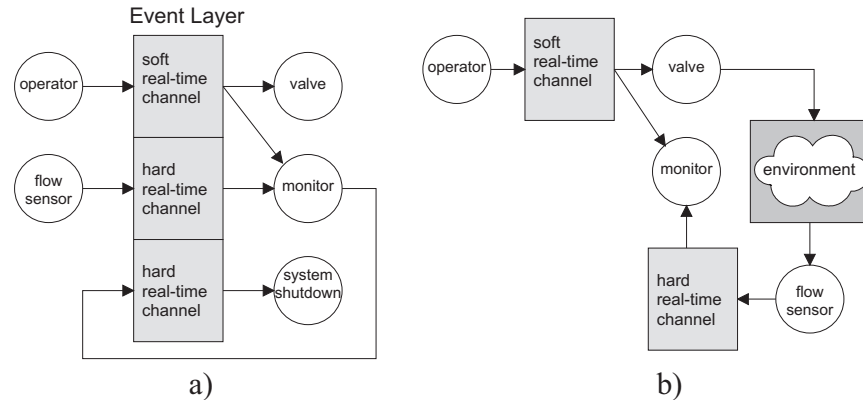 Event Layer
operator
soft
real-time
channel
valve
flow
sensor
hard
real-time
channel
monitor
hard
real-time
channel
system
shutdown
a)
operator
soft
real-time
channel
valve
monitor
environment
hard
real-time
channel
flow
sensor
b)